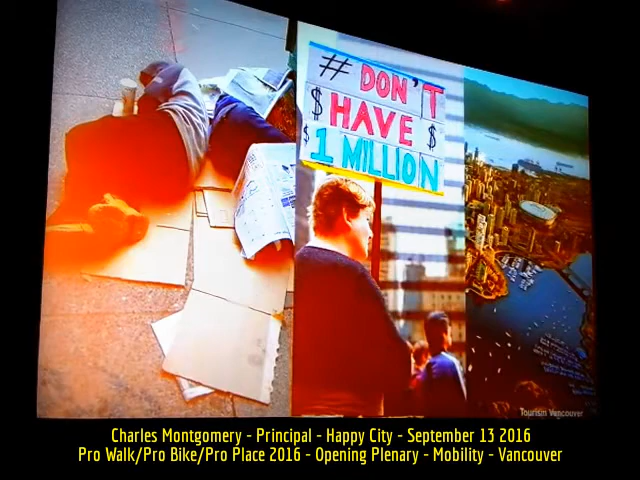 # DON'T
$ HAVE $
$ 1 MILLION
Tourism Vancouver
Charles Montgomery - Principal - Happy City - September 13 2016
Pro Walk/Pro Bike/Pro Place 2016 - Opening Plenary - Mobility - Vancouver